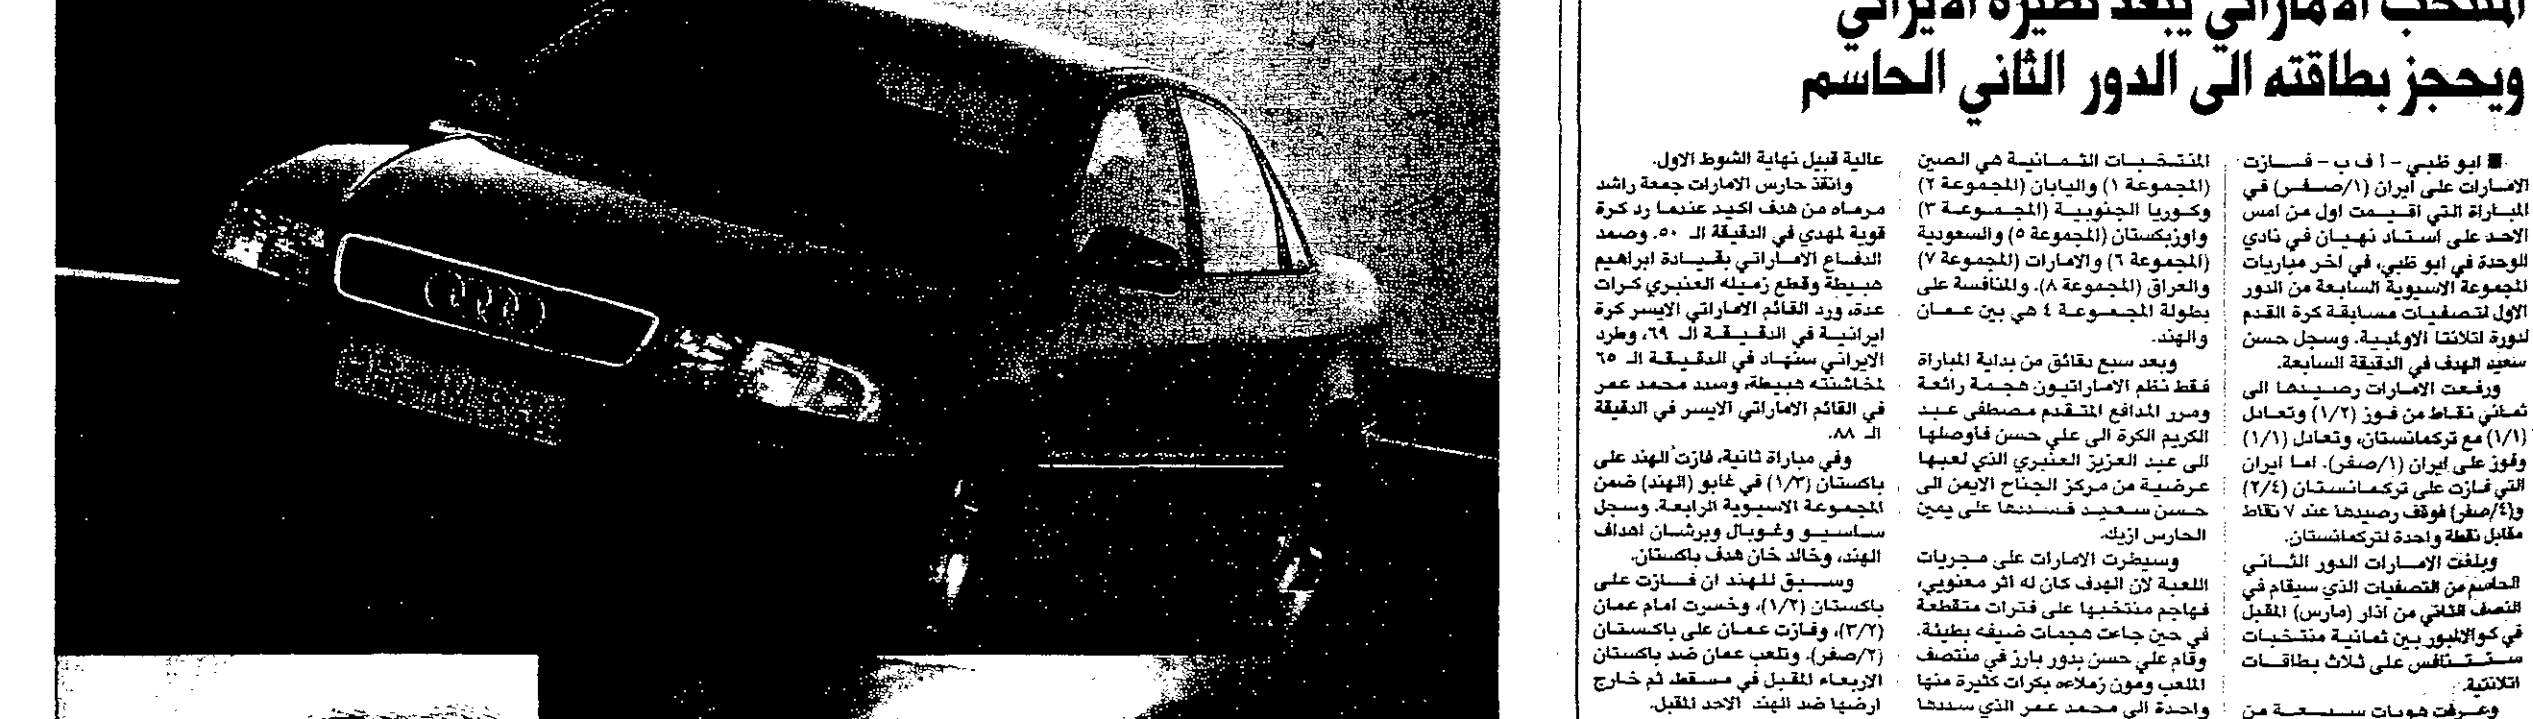 المنتخب الاماراتي يبعد نظيره الايراني
ويحجز بطاقته الى الدور الثاني الحاسم
■ ابو ظبي - أ ف ب - فازت
الامارات على ايران (١/صفر) في
المباراة التي اقيمت اول من امس
الاحد على استاد نهيان في نادي
الوحدة في ابو ظبي، في اخر مباريات
المجموعة الاسيوية السابعة من الدور
الاول لتصفيات مسابقة كرة القدم
لدورة اتلانتا الاولمبية. وسجل حسن
سعيد الهدف في الدقيقة السابعة.
ورفعت الامارات رصيدها الى
ثماني نقاط من فوز (١/٢) وتعادل
(١/١) مع تركمانستان، وتعادل (١/١)
وفوز على ايران (١/صفر). اما ايران
التي فازت على تركمانستان (٢/٤)
و(٤/صفر) فوقف رصيدها عند ٧ نقاط
مقابل نقطة واحدة لتركمانستان.
وبلغت الامارات الدور الثاني
الحاسم من التصفيات الذي سيقام في
النصف الثاني من اذار (مارس) المقبل
في كوالالمبور بين ثمانية منتخبات
ستتنافس على ثلاث بطاقات
اتلانتية.
وعرفت هويات سبعة من
المنتخبات الثمانية هي الصين
(المجموعة ١) واليابان (المجموعة ٢)
وكوريا الجنوبية (المجموعة ٣)
واوزبكستان (المجموعة ٥) والسعودية
(المجموعة ٦) والامارات (المجموعة ٧)
والعراق (المجموعة ٨). والمنافسة على
بطولة المجموعة ٤ هي بين عمان
والهند.
وبعد سبع دقائق من بداية المباراة
فقط نظم الاماراتيون هجمة رائعة
ومرر المدافع المتقدم مصطفى عبد
الكريم الكرة الى علي حسن فأوصلها
الى عبد العزيز العنبري الذي لعبها
عرضية من مركز الجناح الايمن الى
حسن سعيد فسددها على يمين
الحارس ازيك.
وسيطرت الامارات على مجريات
اللعبة لان الهدف كان له اثر معنويي،
فهاجم منتخبها على فترات متقطعة
في حين جاءت هجمات ضيفه بطيئة.
وقام علي حسن بدور بارز في منتصف
الملعب ومون زملاءه بكرات كثيرة منها
واحدة الى محمد عمر الذي سددها
عالية قبيل نهاية الشوط الاول.
وانقذ حارس الامارات جمعة راشد
مرماه من هدف اكيد عندما رد كرة
قوية لمهدي في الدقيقة الـ ٥٠. وصمد
الدفاع الاماراتي بقيادة ابراهيم
هبيطة وقطع زميله العنبري كرات
عدة، ورد القائم الاماراتي الايسر كرة
ايرانية في الدقيقة الـ ٦٩، وطرد
الايراني سنهاد في الدقيقة الـ ٦٥
لمخاشنته هبيطة، وسدد محمد عمر
في القائم الاماراتي الايسر في الدقيقة
الـ ٨٨.
وفي مباراة ثانية، فازت الهند على
باكستان (١/٣) في غابو (الهند) ضمن
المجموعة الاسيوية الرابعة. وسجل
ساسيو وغوبال وبرشان اهداف
الهند، وخالد خان هدف باكستان.
وسبق للهند ان فازت على
باكستان (١/٢)، وخسرت امام عمان
(٣/٢)، وفازت عمان على باكستان
(٢/صفر). وتلعب عمان ضد باكستان
الاربعاء المقبل في مسقط ثم خارج
ارضها ضد الهند الاحد المقبل.